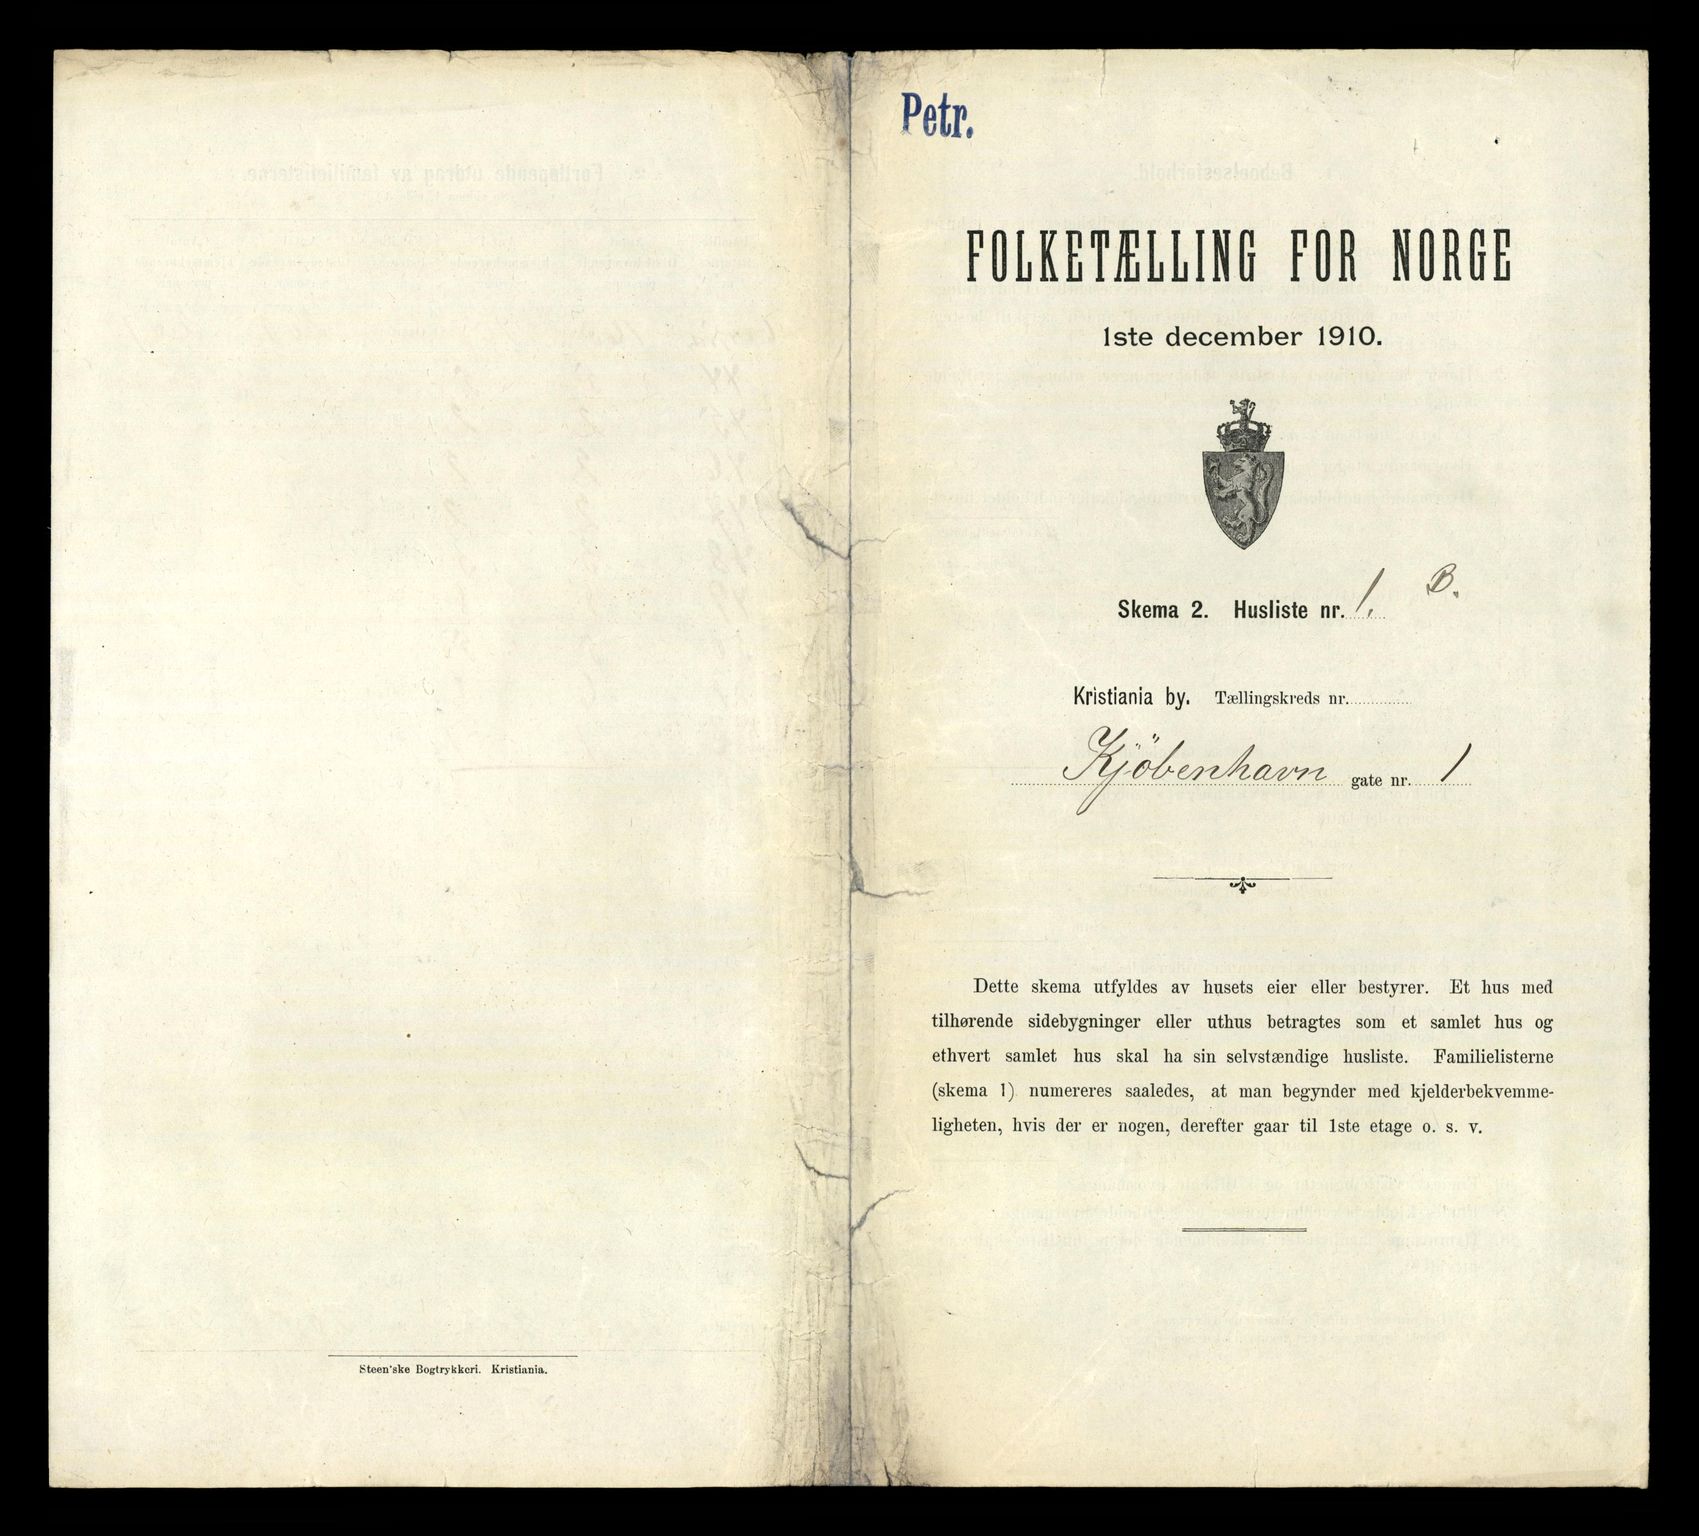 Petr.
FOLKETÆLLING FOR NORGE
1ste december 1910.
Skema 2. Husliste nr. 1. B.
Kristiania by. Tællingskreds nr.
Kjöbenhavn gate nr. 1
Dette skema utfyldes av husets eier eller bestyrer. Et hus med
tilhørende sidebygninger eller uthus betragtes som et samlet hus og
ethvert samlet hus skal ha sin selvstændige husliste. Familielisterne
(skema 1) numereres saaledes, at man begynder med kjelderbekvemme-
ligheten, hvis der er nogen, derefter gaar til 1ste etage o. s. v.
Steen'ske Bogtrykkeri. Kristiania.